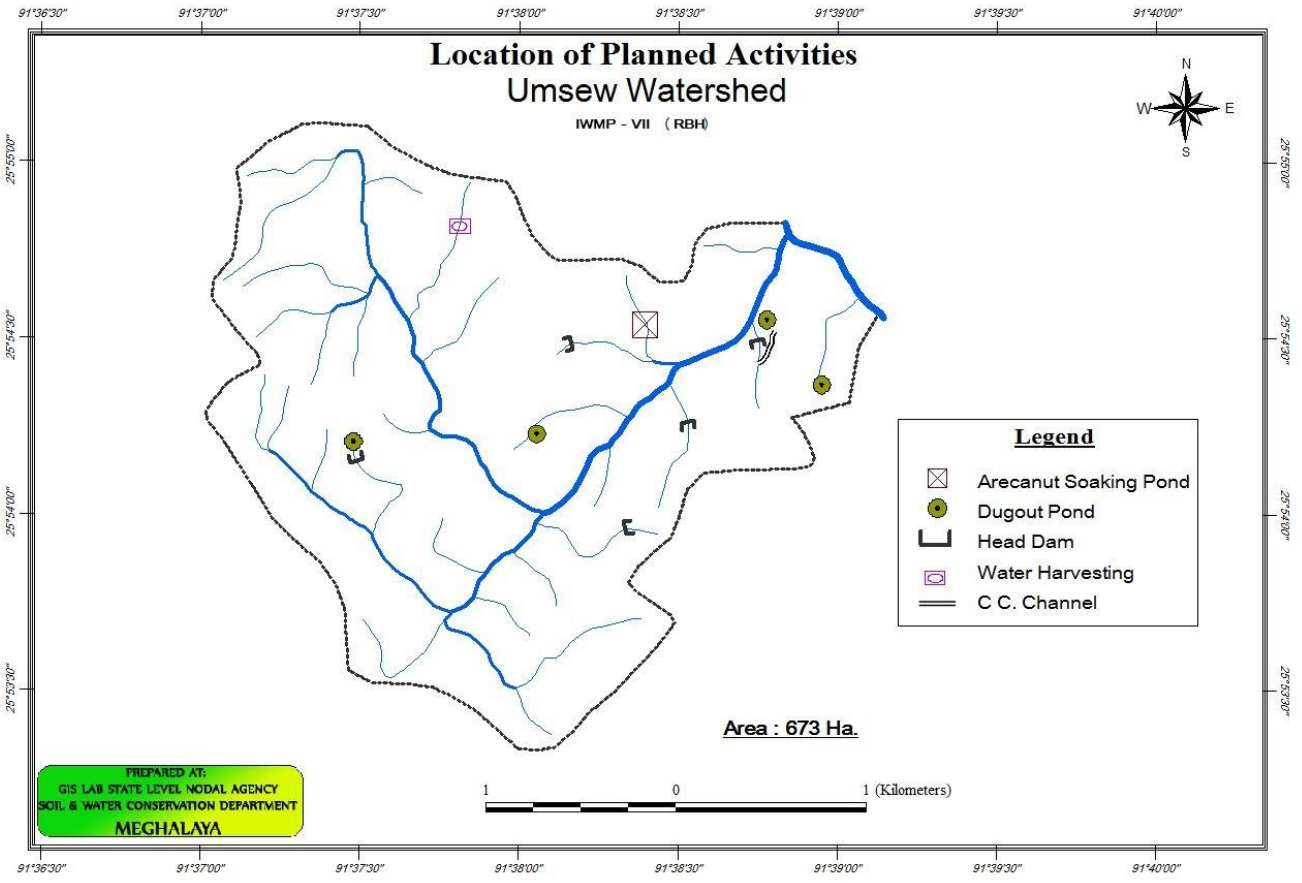 91°36'30" 91°37'00" 91°37'30" 91°38'00" 91°38'30" 91°39'00" 91°39'30" 91°40'00"
Location of Planned Activities
Umsew Watershed
IWMP - VII ( RBH)
N
W E
S
25°55'00" 25°55'00"
25°54'30" 25°54'30"
25°54'00" 25°54'00"
25°53'30" 25°53'30"
Legend
Arecanut Soaking Pond
Dugout Pond
Head Dam
Water Harvesting
C C. Channel
Area : 673 Ha.
1 0 1 (Kilometers)
PREPARED AT:
GIS LAB STATE LEVEL NODAL AGENCY
SOIL & WATER CONSERVATION DEPARTMENT
MEGHALAYA
91°36'30" 91°37'00" 91°37'30" 91°38'00" 91°38'30" 91°39'00" 91°39'30" 91°40'00"